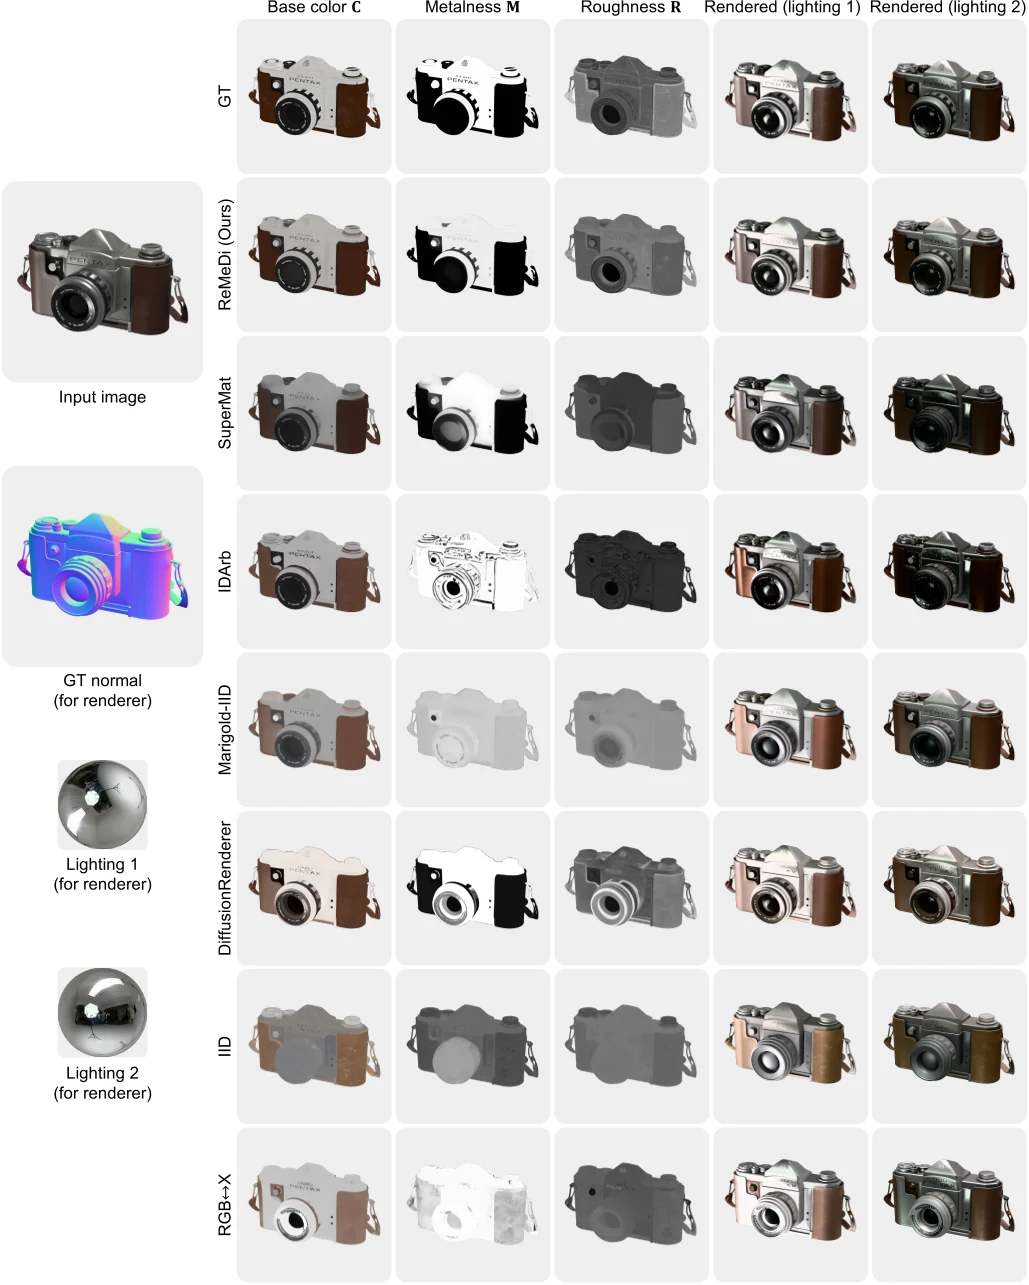 Base color C
Metalness M
Roughness R
Rendered (lighting 1)
Rendered (lighting 2)
GT
ReMeDi (Ours)
SuperMat
IDArb
Marigold-IID
DiffusionRenderer
IID
RGB↔X
Input image
GT normal
(for renderer)
Lighting 1
(for renderer)
Lighting 2
(for renderer)
PENTAX